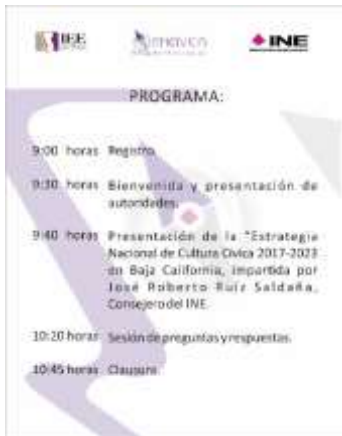 IEE
INE
PROGRAMA:
9:00 horas Registro.
9:30 horas Bienvenida y presentación de
autoridades.
9:40 horas Presentación de la "Estrategia
Nacional de Cultura Cívica 2017-2023
en Baja California, impartida por
José Roberto Ruiz Saldaña,
Consejero del INE.
10:20 horas Sesión de preguntas y respuestas.
10:45 horas Clausura.